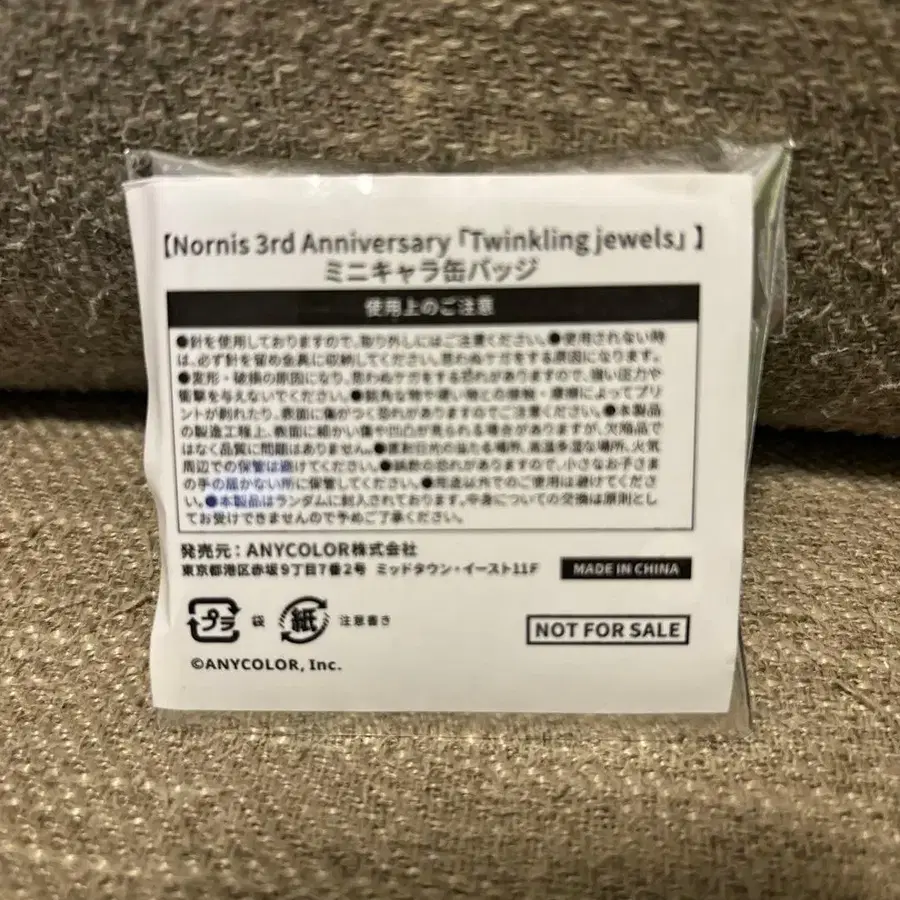 【Nornis 3rd Anniversary「Twinkling jewels」】
ミニキャラ缶バッジ
使用上のご注意
●針を使用しておりますので、取り外しにはご注意ください。●使用されない時
は、必ず針を留め金具に収納してください。思わぬケガをする原因になります。
●変形・破損の原因になり、思わぬケガをする恐れがありますので、強い圧力や
衝撃を与えないでください。●鋭角な物や硬い物との接触・摩擦によってプリ
ントが剥れたり、表面に傷がつく恐れがありますのでご注意ください。●本製品
の製造工程上、表面に細かい傷や凹凸が見られる場合がありますが、欠陥品で
はなく品質に問題はありません。●直射日光の当たる場所、高温多湿な場所、火気
周辺での保管は避けてください。●誤飲の恐れがありますので、小さなお子さま
の手の届かない所に保管してください。●用途以外でのご使用は避けてくださ
い。●本製品はランダムに封入されております。中身についての交換は原則とし
てお受けできませんので予めご了承ください。
発売元：ANYCOLOR株式会社
東京都港区赤坂9丁目7番2号 ミッドタウン・イースト11F
MADE IN CHINA
プラ 袋 紙 注意書き
NOT FOR SALE
©ANYCOLOR, Inc.